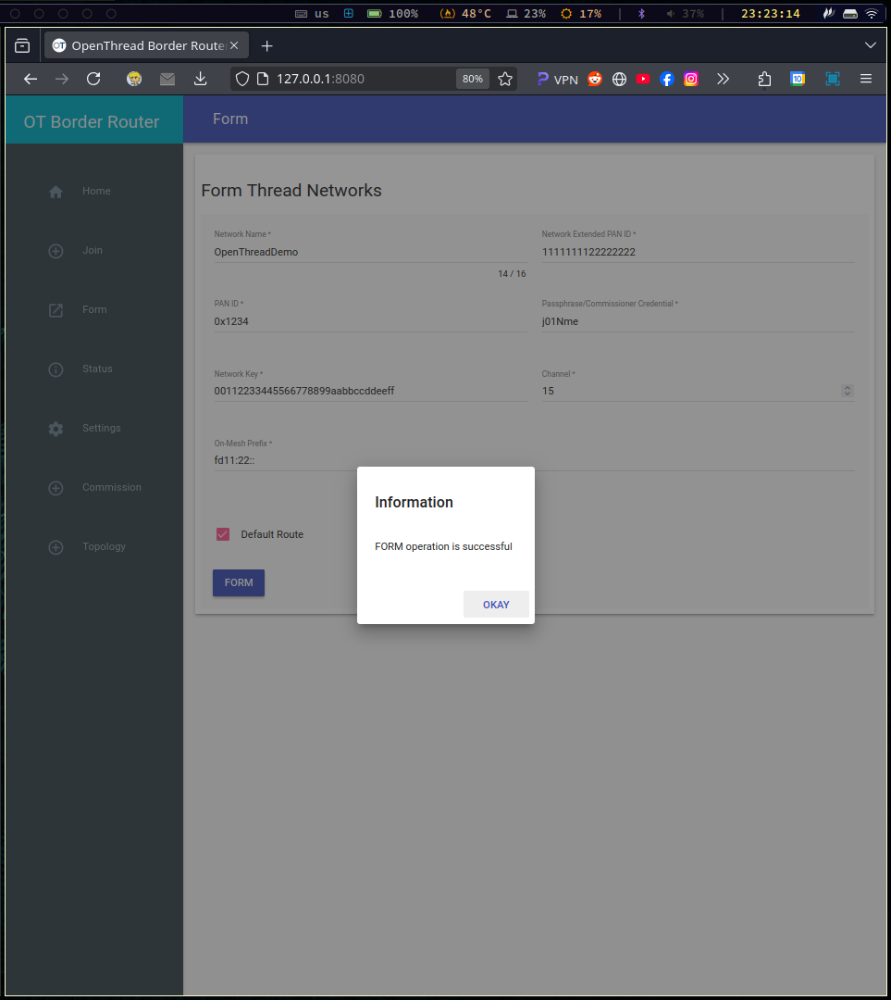 us 100% 48°C 23% 17% | 37% | 23:23:14
OT OpenThread Border Route
127.0.0.1:8080 80% VPN 10
OT Border Router
Form
Home
Join
Form
Status
Settings
Commission
Topology
Form Thread Networks
Network Name * Network Extended PAN ID *
OpenThreadDemo 1111111122222222
14 / 16
PAN ID * Passphrase/Commissioner Credential *
0x1234 j01Nme
Network Key * Channel *
00112233445566778899aabbccddeeff 15
On-Mesh Prefix *
fd11:22::
Default Route
FORM
Information
FORM operation is successful
OKAY